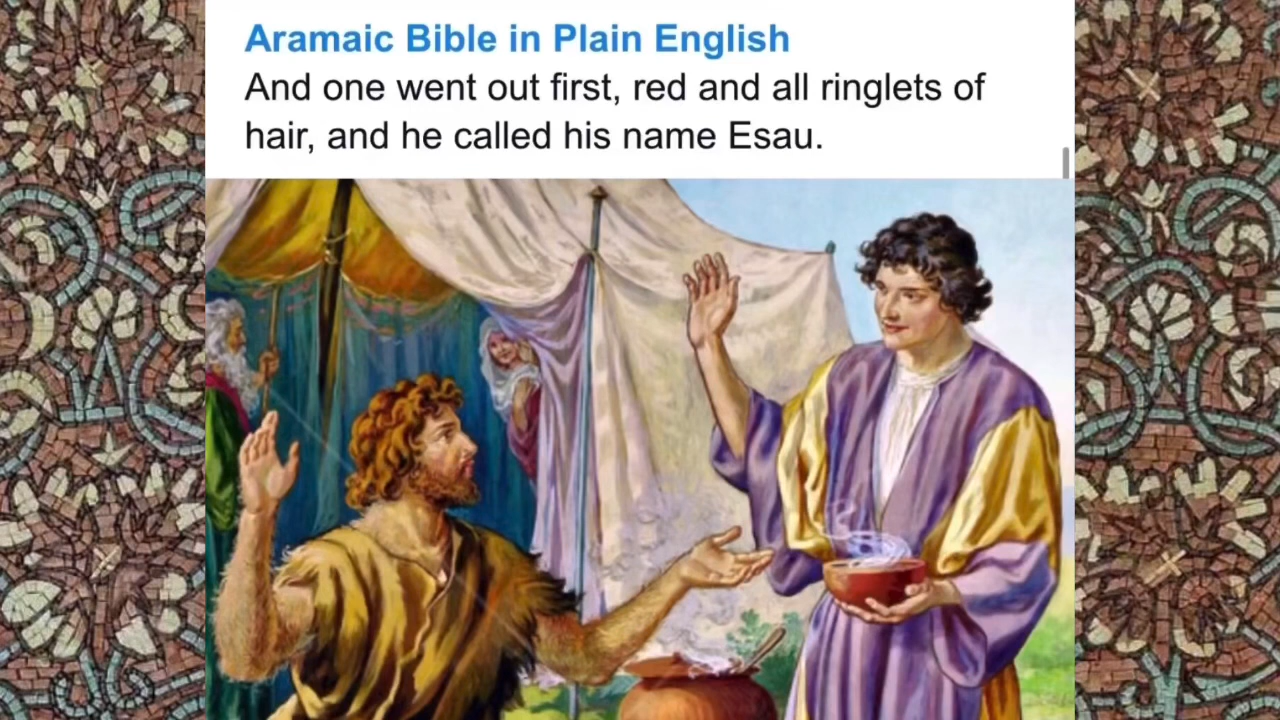 Aramaic Bible in Plain English
And one went out first, red and all ringlets of
hair, and he called his name Esau.